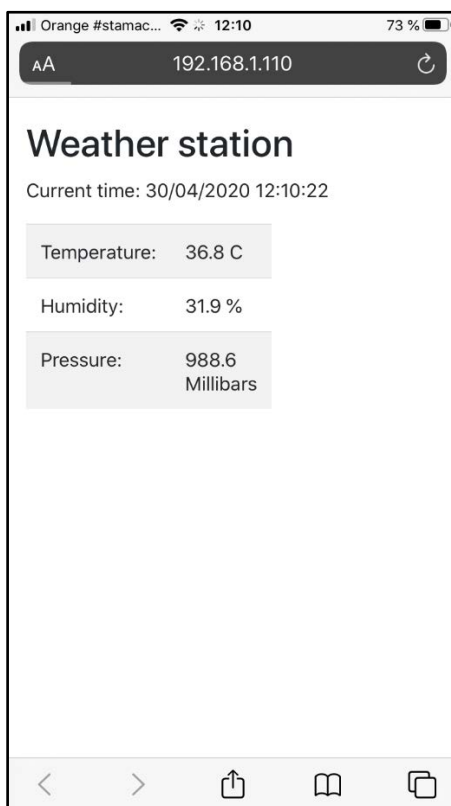 Orange #stamac... 12:10 73 %
AA 192.168.1.110
Weather station
Current time: 30/04/2020 12:10:22
Temperature: 36.8 C
Humidity: 31.9 %
Pressure: 988.6
Millibars